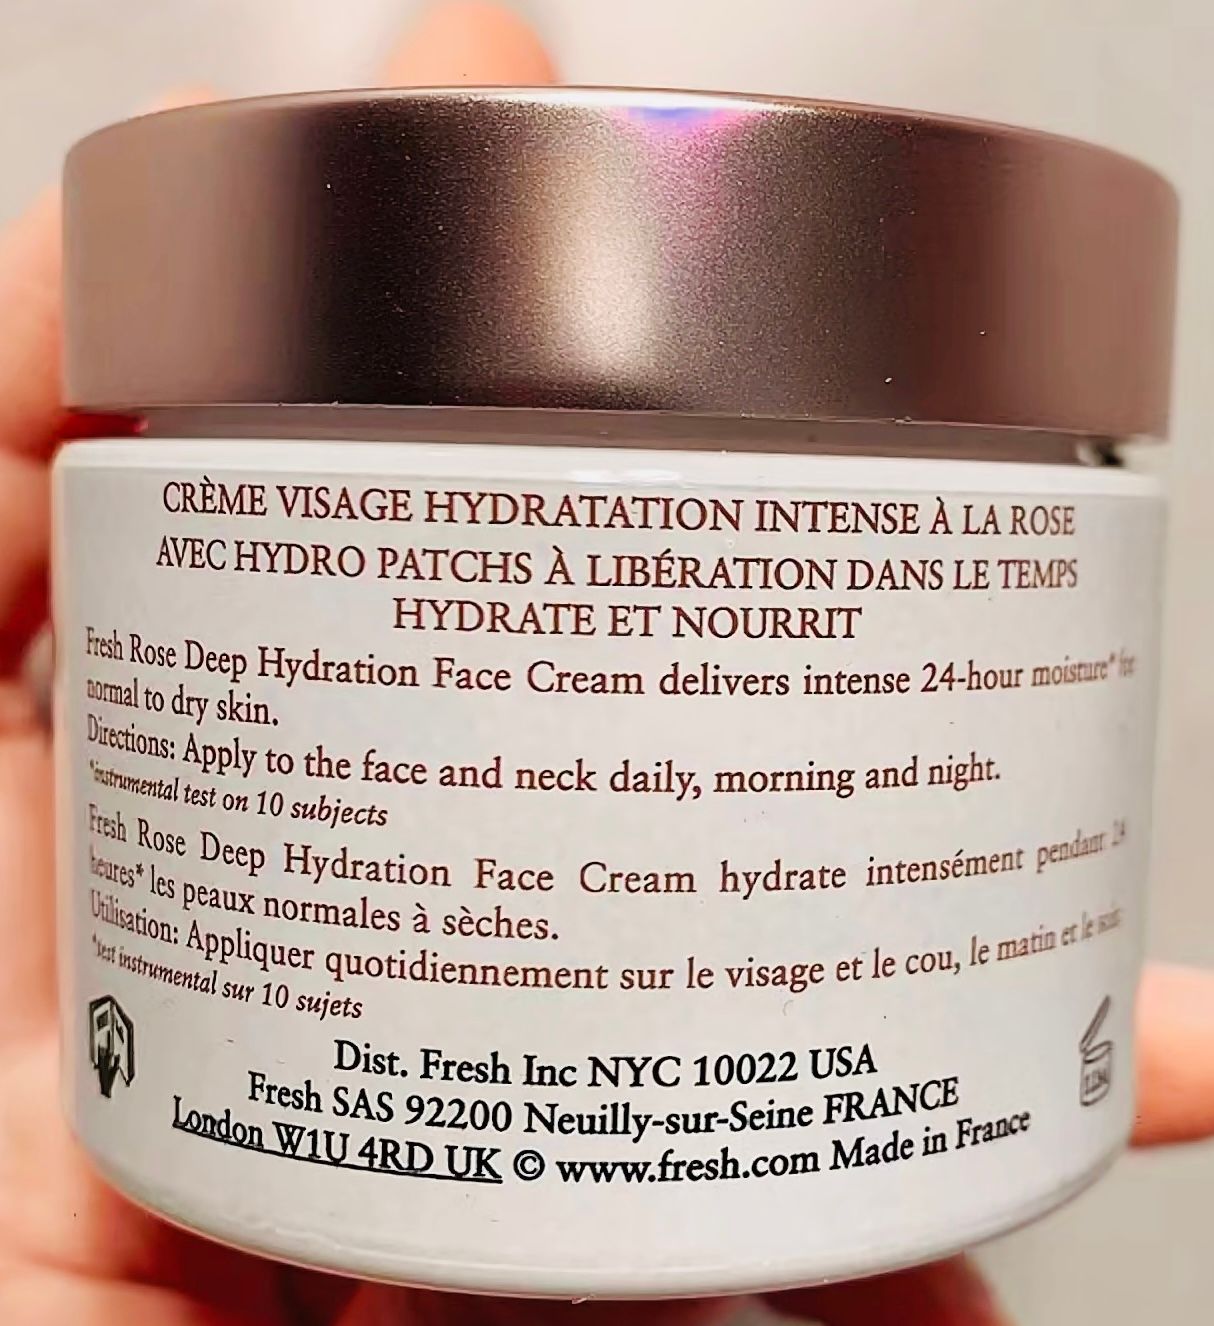 CRÈME VISAGE HYDRATATION INTENSE À LA ROSE
AVEC HYDRO PATCHS À LIBÉRATION DANS LE TEMPS
HYDRATE ET NOURRIT
Fresh Rose Deep Hydration Face Cream delivers intense 24-hour moisture* for
normal to dry skin.
Directions: Apply to the face and neck daily, morning and night.
*instrumental test on 10 subjects
Fresh Rose Deep Hydration Face Cream hydrate intensément pendant 24
heures* les peaux normales à sèches.
Utilisation: Appliquer quotidiennement sur le visage et le cou, le matin et le soir.
*test instrumental sur 10 sujets
Dist. Fresh Inc NYC 10022 USA
Fresh SAS 92200 Neuilly-sur-Seine FRANCE
London W1U 4RD UK © www.fresh.com Made in France